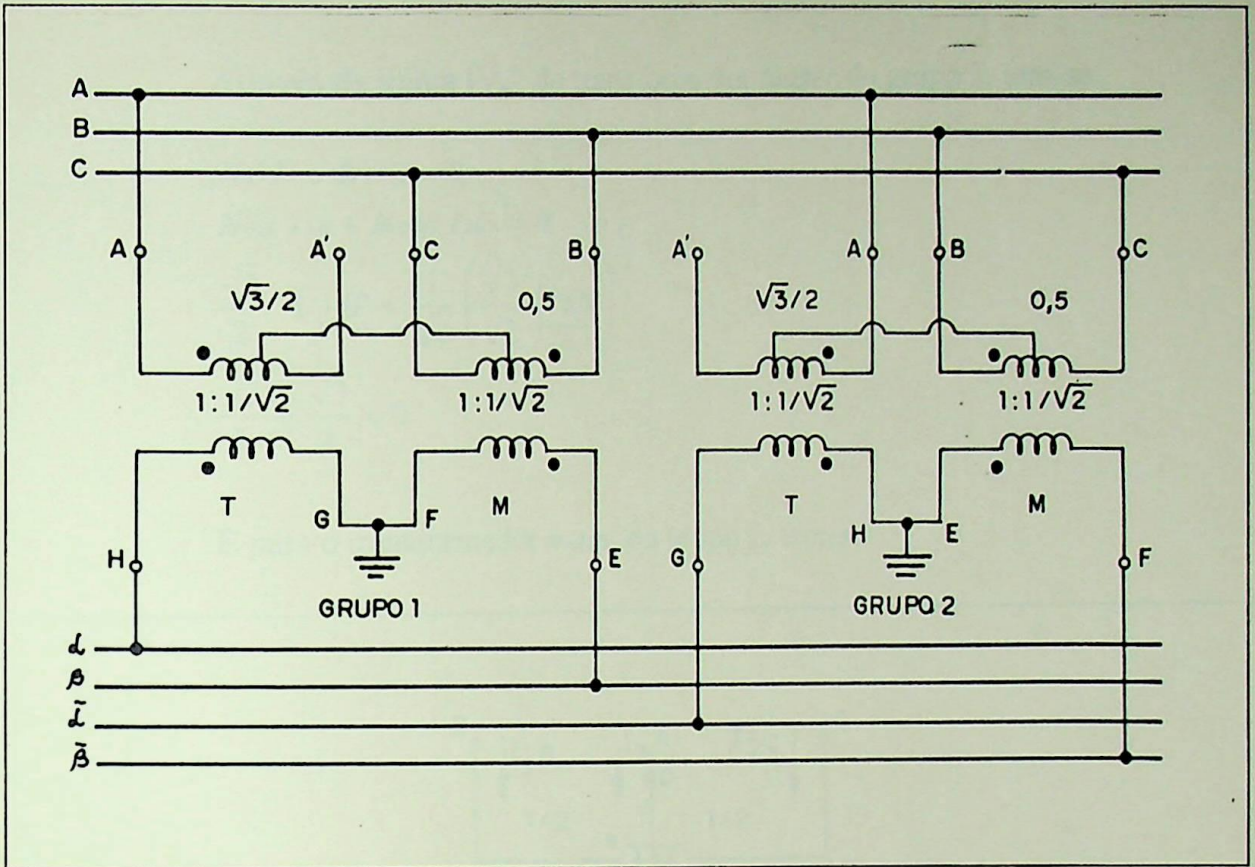 A
B
C
A A' C B A' A B C
√3/2 0,5 √3/2 0,5
1:1/√2 1:1/√2 1:1/√2 1:1/√2
T M T M
G F H E
H E G F
GRUPO 1 GRUPO 2
α
β
α̃
β̃